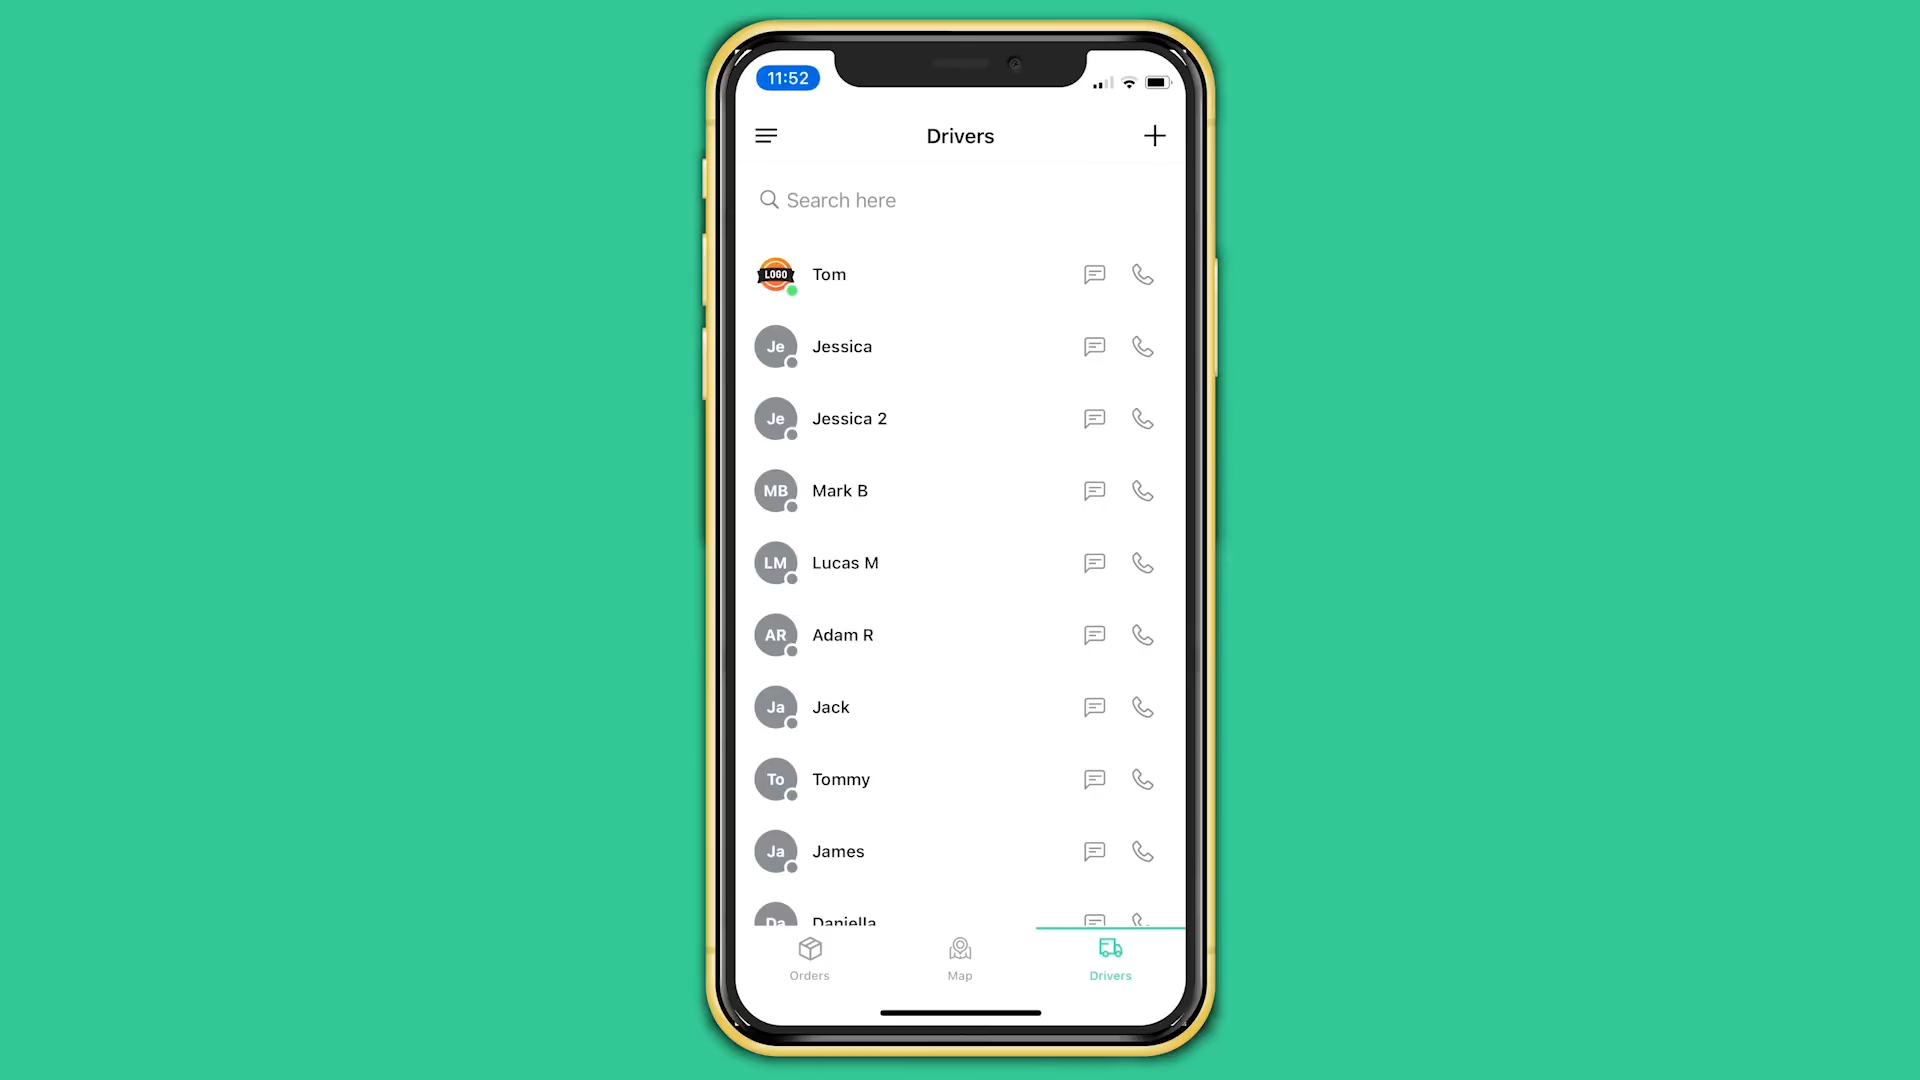 11:52
Drivers
Search here
LOGO Tom
Je Jessica
Je Jessica 2
MB Mark B
LM Lucas M
AR Adam R
Ja Jack
To Tommy
Ja James
Da Daniella
Orders Map Drivers